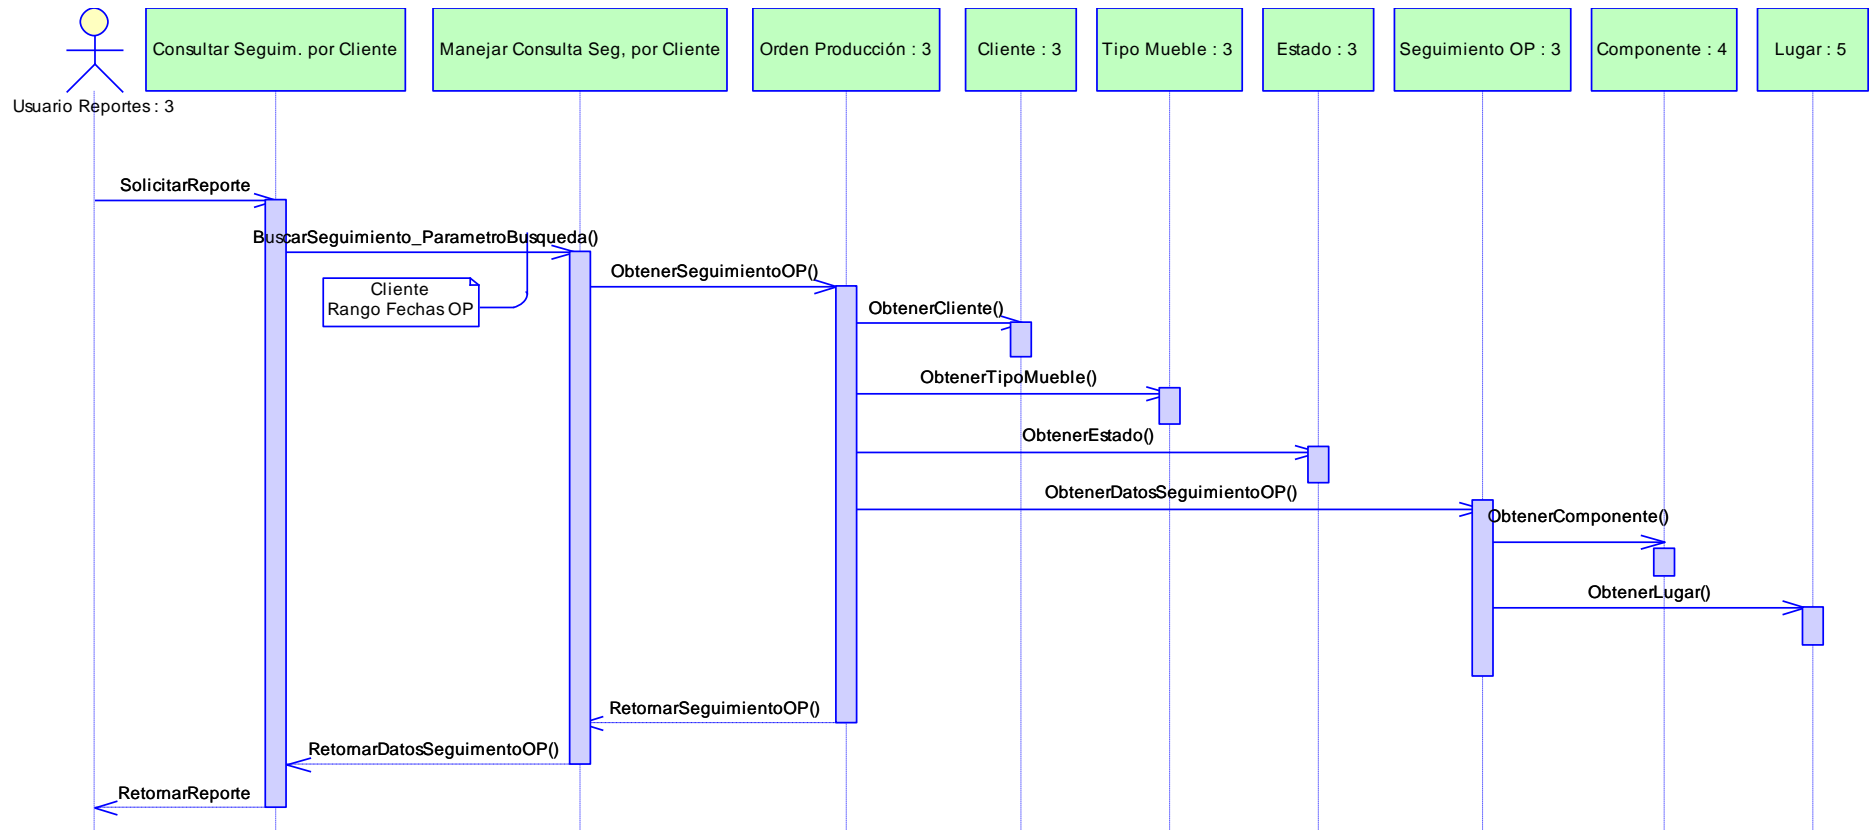 Consultar Seguim. por Cliente
Manejar Consulta Seg, por Cliente
Orden Producción : 3
Cliente : 3
Tipo Mueble : 3
Estado : 3
Seguimiento OP : 3
Componente : 4
Lugar : 5
Usuario Reportes : 3
SolicitarReporte
BuscarSeguimiento_ParametroBusqueda()
ObtenerSeguimientoOP()
Cliente
Rango Fechas OP
ObtenerCliente()
ObtenerTipoMueble()
ObtenerEstado()
ObtenerDatosSeguimientoOP()
ObtenerComponente()
ObtenerLugar()
RetornarSeguimientoOP()
RetornarDatosSeguimentoOP()
RetornarReporte